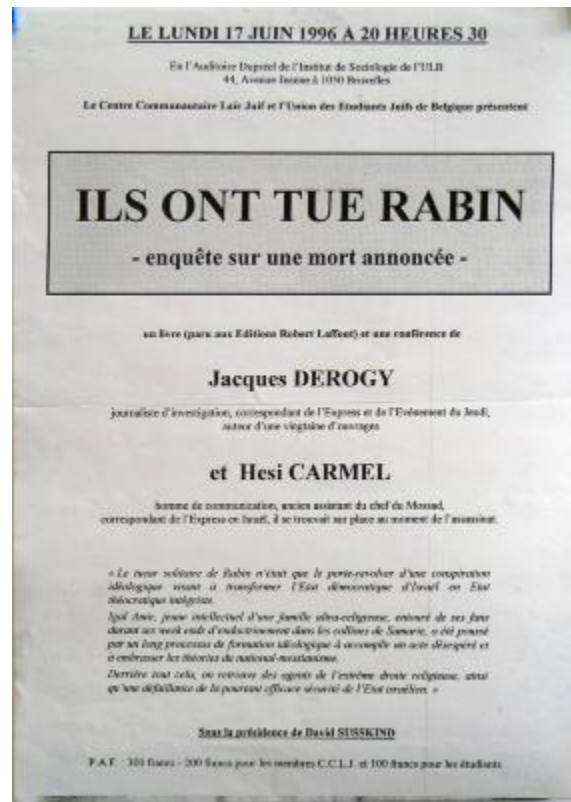 LE LUNDI 17 JUIN 1996 A 20 HEURES 30
En l'Auditoire Dupréel de l'Institut de Sociologie de l'ULB
44, Avenue Jeanne à 1050 Bruxelles
Le Centre Communautaire Laïc Juif et l'Union des Etudiants Juifs de Belgique présentent
ILS ONT TUE RABIN
- enquête sur une mort annoncée -
un livre (paru aux Editions Robert Laffont) et une conférence de
Jacques DEROGY
journaliste d'investigation, correspondant de l'Express et de l'Evénement du Jeudi,
auteur d'une vingtaine d'ouvrages
et Hesi CARMEL
homme de communication, ancien assistant du chef du Mossad,
correspondant de l'Express en Israël, il se trouvait sur place au moment de l'assassinat.
« Le tueur solitaire de Rabin n'était que le porte-revolver d'une conspiration
idéologique visant à transformer l'Etat démocratique d'Israël en Etat
théocratique intégriste.
Igal Amir, jeune intellectuel d'une famille ultra-religieuse, entouré de ses fans
durant ses week ends d'endoctrinement dans les collines de Samarie, a été poussé
par un long processus de formation idéologique à accomplir un acte désespéré et
à embrasser les théories du national-messianisme.
Derrière tout cela, on retrouve des agents de l'extrême droite religieuse, ainsi
qu'une défaillance de la pourtant efficace sécurité de l'Etat israélien. »
Sous la présidence de David SUSSKIND
P.A.F. : 300 francs - 200 francs pour les membres C.C.L.J. et 100 francs pour les étudiants